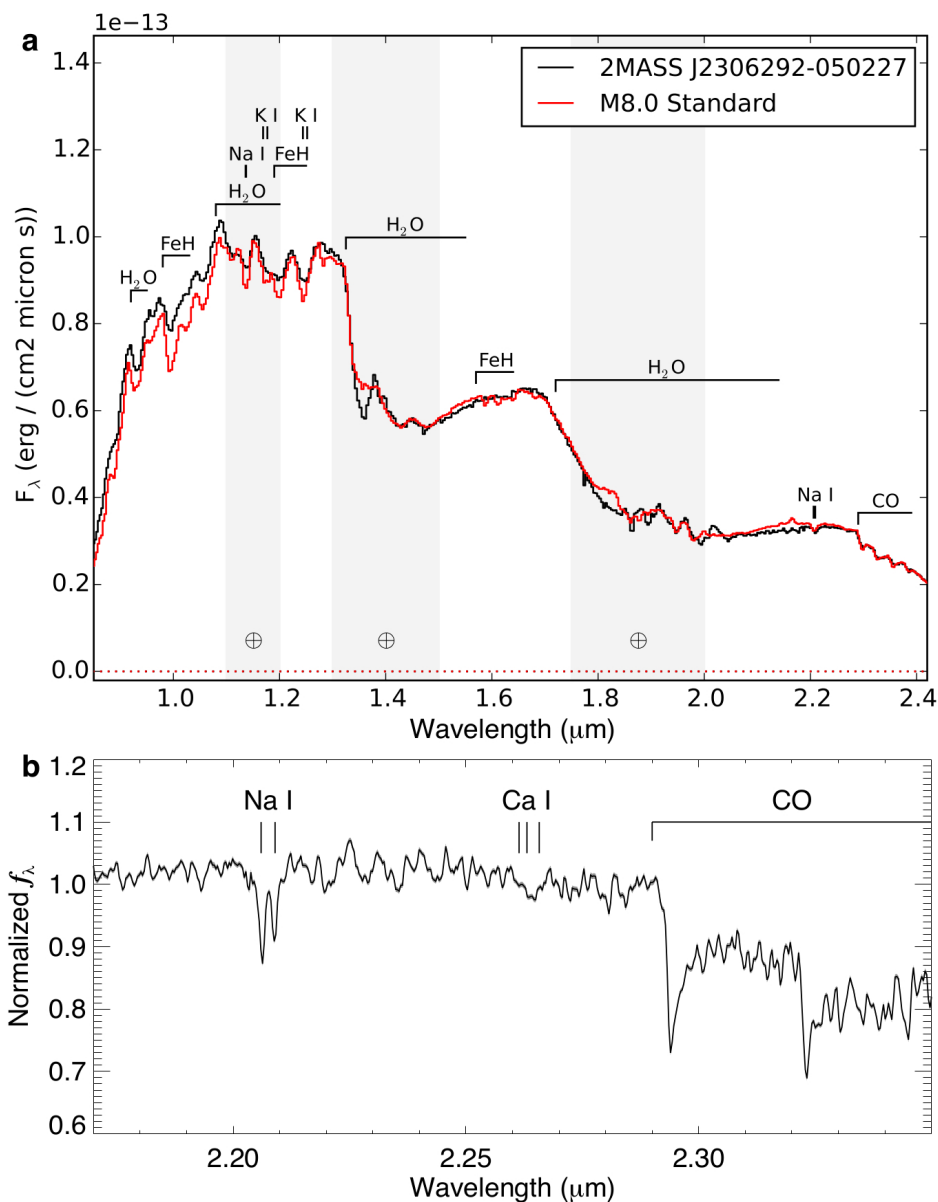 a
1e−13
2MASS J2306292-050227
M8.0 Standard
K I K I
Na I FeH
H₂O
FeH
H₂O
H₂O
FeH
H₂O
Na I
CO
F_λ (erg / (cm2 micron s))
1.4
1.2
1.0
0.8
0.6
0.4
0.2
0.0
1.0 1.2 1.4 1.6 1.8 2.0 2.2 2.4
Wavelength (μm)
b
Na I Ca I CO
Normalized f_λ
1.2
1.1
1.0
0.9
0.8
0.7
0.6
2.20 2.25 2.30
Wavelength (μm)